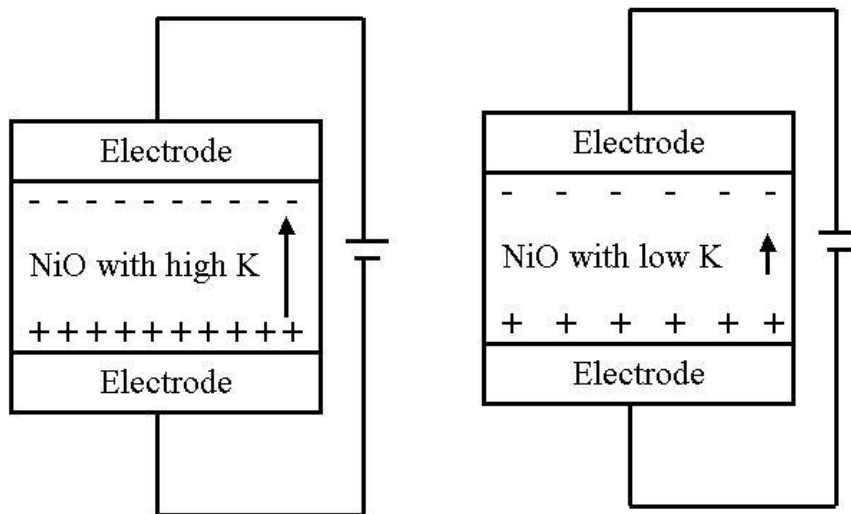 Electrode
- - - - - - - - - -
NiO with high K
++++++++++
Electrode
Electrode
- - - - - -
NiO with low K
+ + + + + +
Electrode